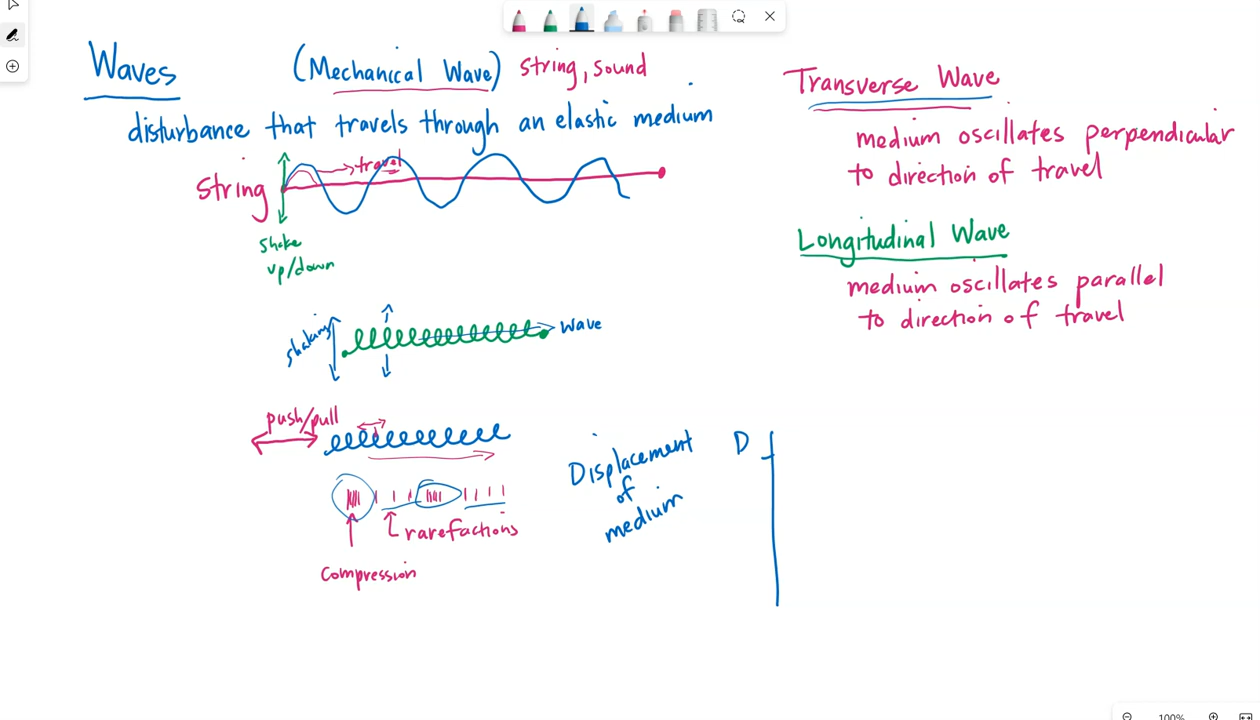 Waves (Mechanical Wave) string, sound
disturbance that travels through an elastic medium
travel
String
Shake
up/down
shaking
Wave
push/pull
rarefactions
Compression
Displacement
of
medium
D
Transverse Wave
medium oscillates perpendicular
to direction of travel
Longitudinal Wave
medium oscillates parallel
to direction of travel
100%